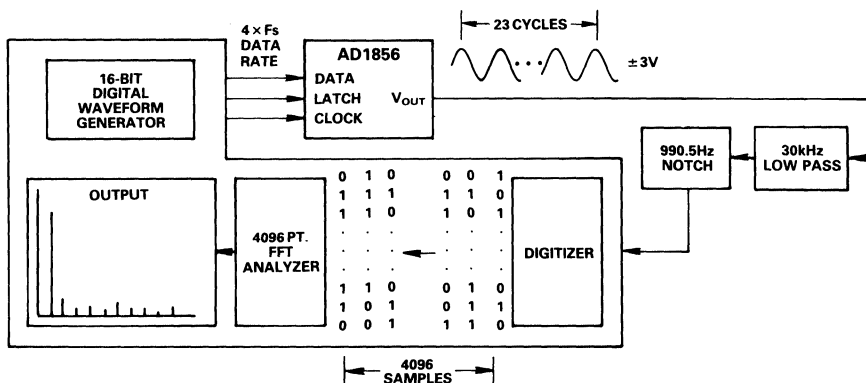 23 CYCLES
±3V
4 × Fs
DATA
RATE
AD1856
DATA
LATCH
CLOCK
VOUT
16-BIT
DIGITAL
WAVEFORM
GENERATOR
990.5Hz
NOTCH
30kHz
LOW PASS
OUTPUT
4096 PT.
FFT
ANALYZER
0 1 0 0 0 1
1 1 1 1 1 0
1 1 0 1 0 1
. . . . . .
. . . . . .
. . . . . .
1 1 0 0 1 0
1 0 1 0 1 1
0 0 1 1 1 0
DIGITIZER
4096
SAMPLES